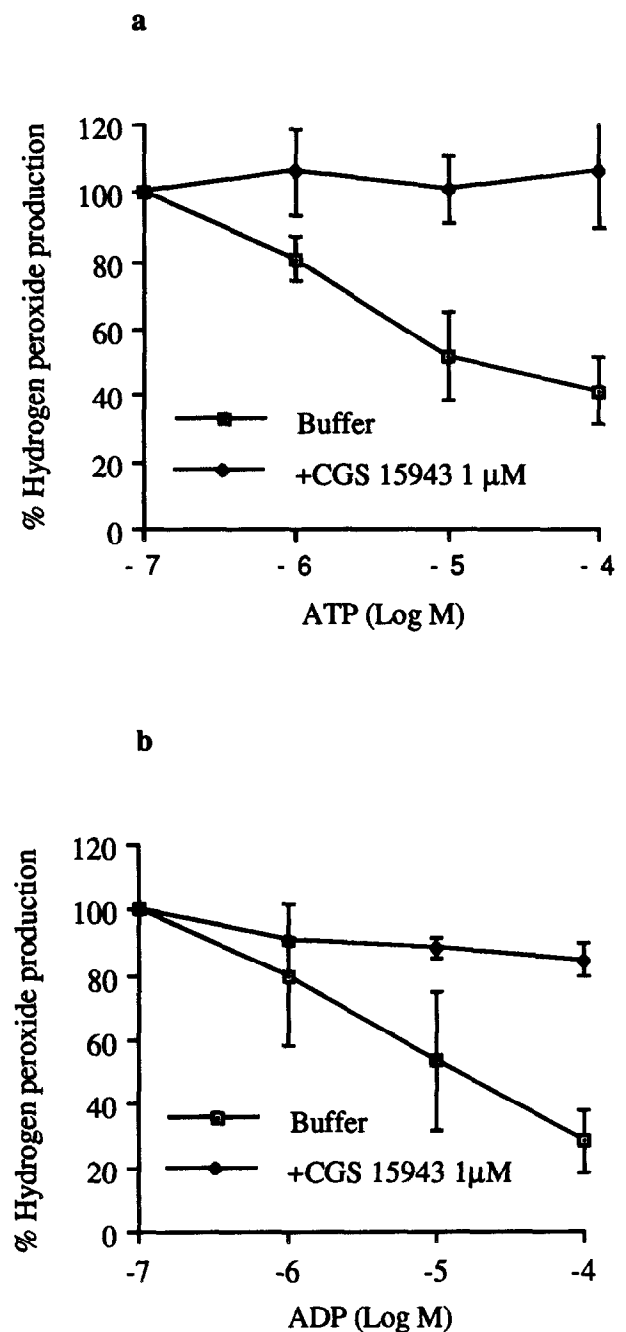 a
% Hydrogen peroxide production
120
100
80
60
40
20
0
Buffer
+CGS 15943 1 µM
- 7
- 6
- 5
- 4
ATP (Log M)
b
% Hydrogen peroxide production
120
100
80
60
40
20
0
Buffer
+CGS 15943 1µM
-7
-6
-5
-4
ADP (Log M)